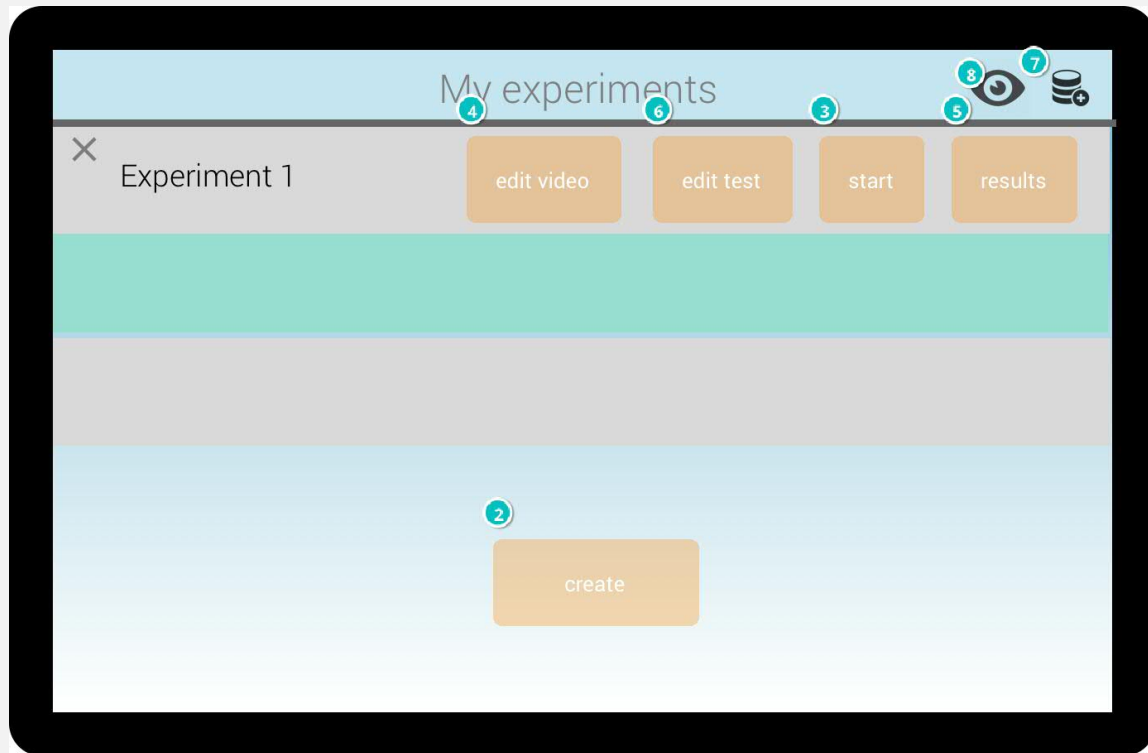 My experiments
8
7
4
6
3
5
Experiment 1
edit video
edit test
start
results
2
create